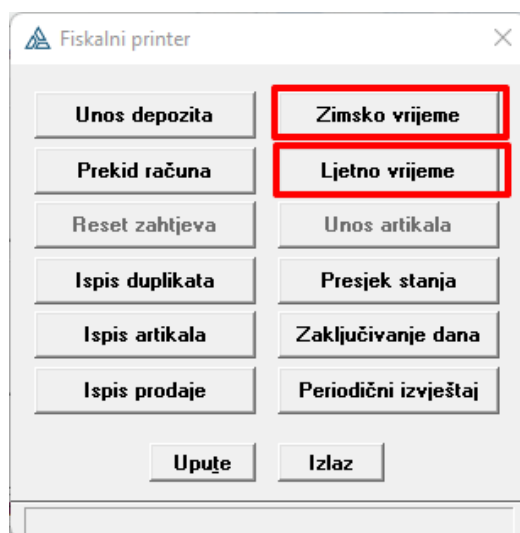 Fiskalni printer
Unos depozita
Zimsko vrijeme
Prekid računa
Ljetno vrijeme
Reset zahtjeva
Unos artikala
Ispis duplikata
Presjek stanja
Ispis artikala
Zaključivanje dana
Ispis prodaje
Periodični izvještaj
Upute
Izlaz